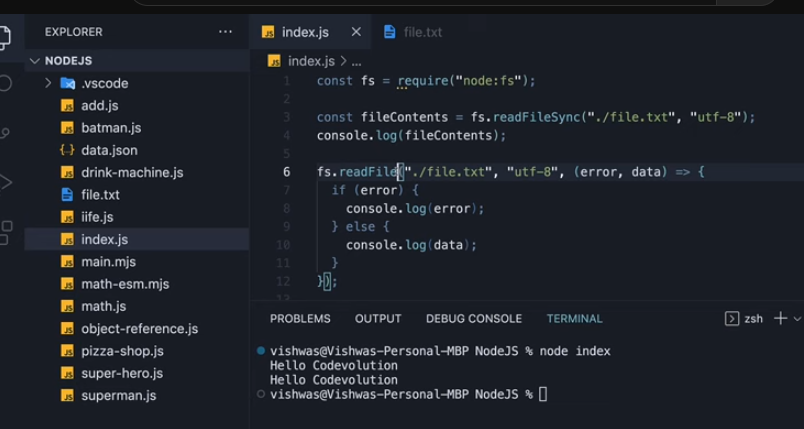 EXPLORER ...
NODEJS
.vscode
add.js
batman.js
data.json
drink-machine.js
file.txt
iife.js
index.js
main.mjs
math-esm.mjs
math.js
object-reference.js
pizza-shop.js
super-hero.js
superman.js
index.js file.txt
index.js > ...
1 const fs = require("node:fs");
2
3 const fileContents = fs.readFileSync("./file.txt", "utf-8");
4 console.log(fileContents);
5
6 fs.readFile("./file.txt", "utf-8", (error, data) => {
7 if (error) {
8 console.log(error);
9 } else {
10 console.log(data);
11 }
12 });
13
PROBLEMS OUTPUT DEBUG CONSOLE TERMINAL zsh
vishwas@Vishwas-Personal-MBP NodeJS % node index
Hello Codevolution
Hello Codevolution
vishwas@Vishwas-Personal-MBP NodeJS %